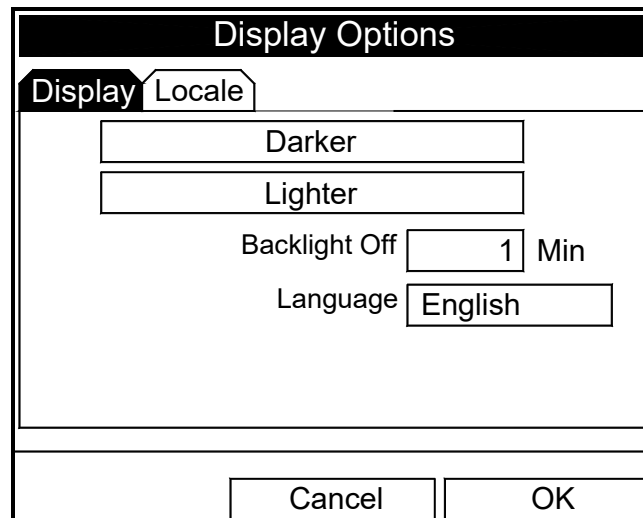 Display Options
Display Locale
Darker
Lighter
Backlight Off 1 Min
Language English
Cancel OK